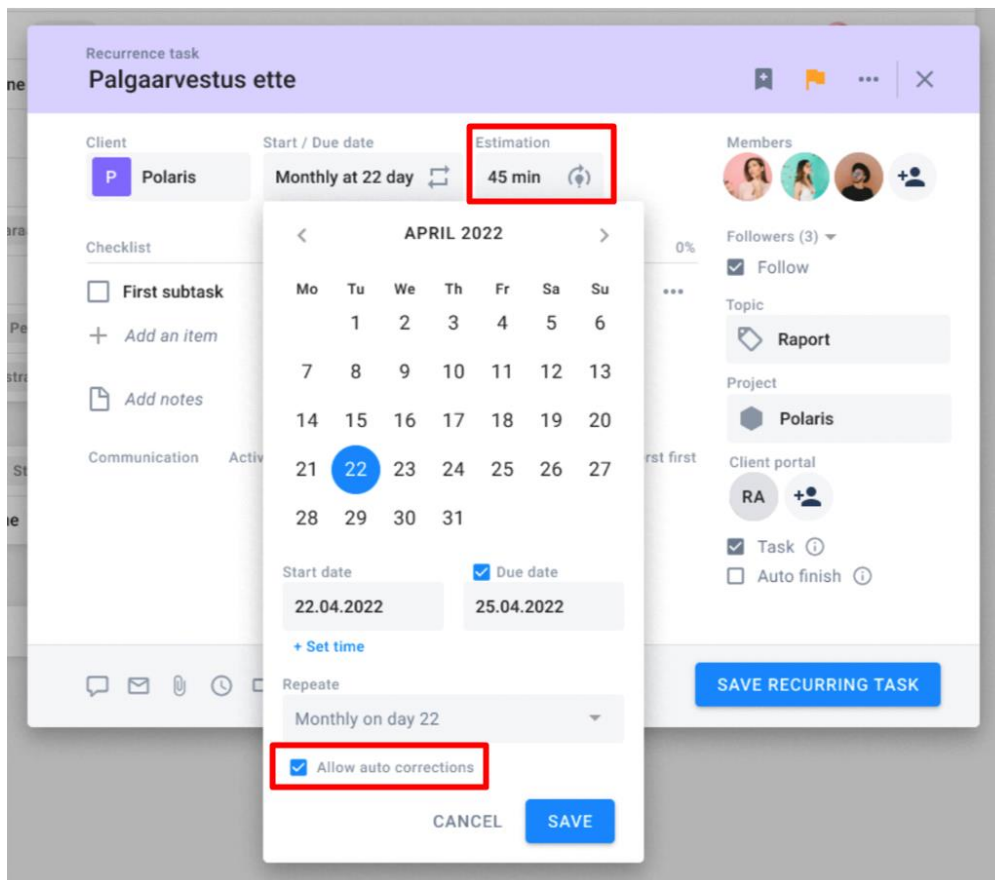 Recurrence task
Palgaarvestus ette
Client
Start / Due date
Estimation
Members
P Polaris
Monthly at 22 day
45 min
Checklist
0%
First subtask
Add an item
Add notes
Communication
APRIL 2022
Mo Tu We Th Fr Sa Su
1 2 3 4 5 6
7 8 9 10 11 12 13
14 15 16 17 18 19 20
21 22 23 24 25 26 27
28 29 30 31
Start date
Due date
22.04.2022
25.04.2022
+ Set time
Repeate
Monthly on day 22
Allow auto corrections
CANCEL
SAVE
Followers (3)
Follow
Topic
Raport
Project
Polaris
Client portal
RA
Task
Auto finish
SAVE RECURRING TASK